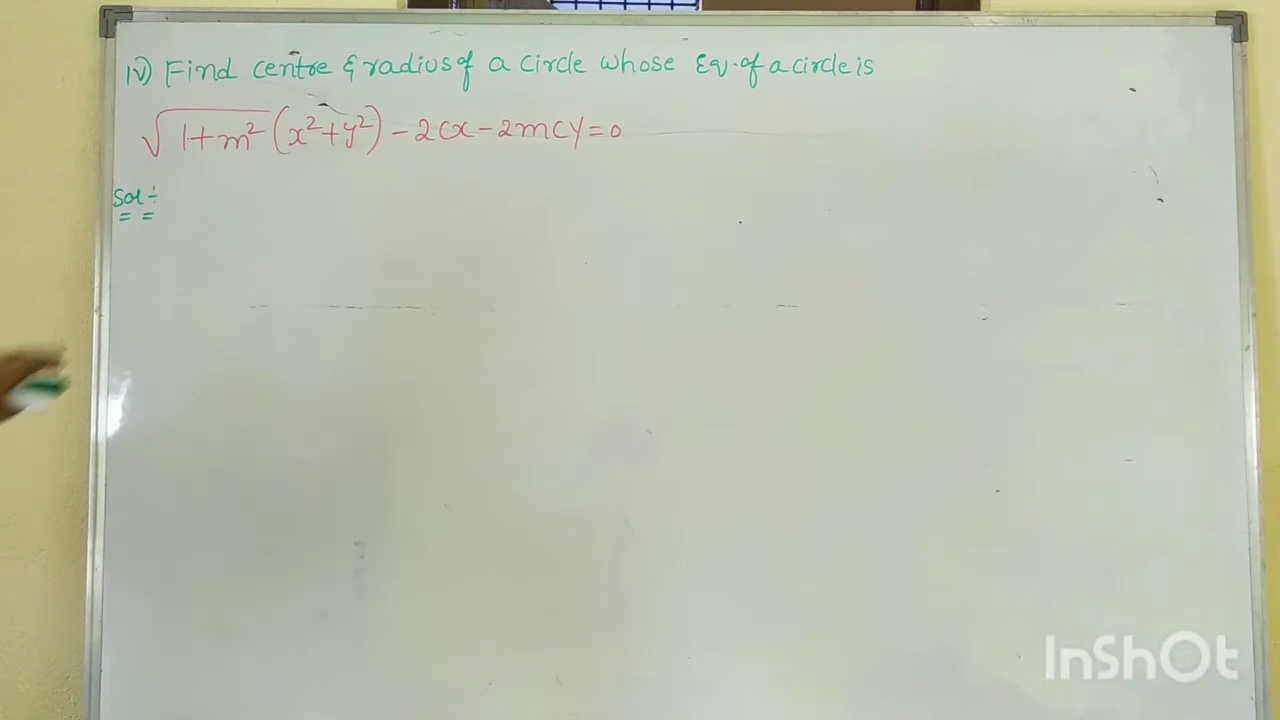 IV) Find centre & radius of a circle whose Eq. of a circle is
√1+m² (x²+y²) - 2cx - 2mcy = 0
Sol ÷
InShOt